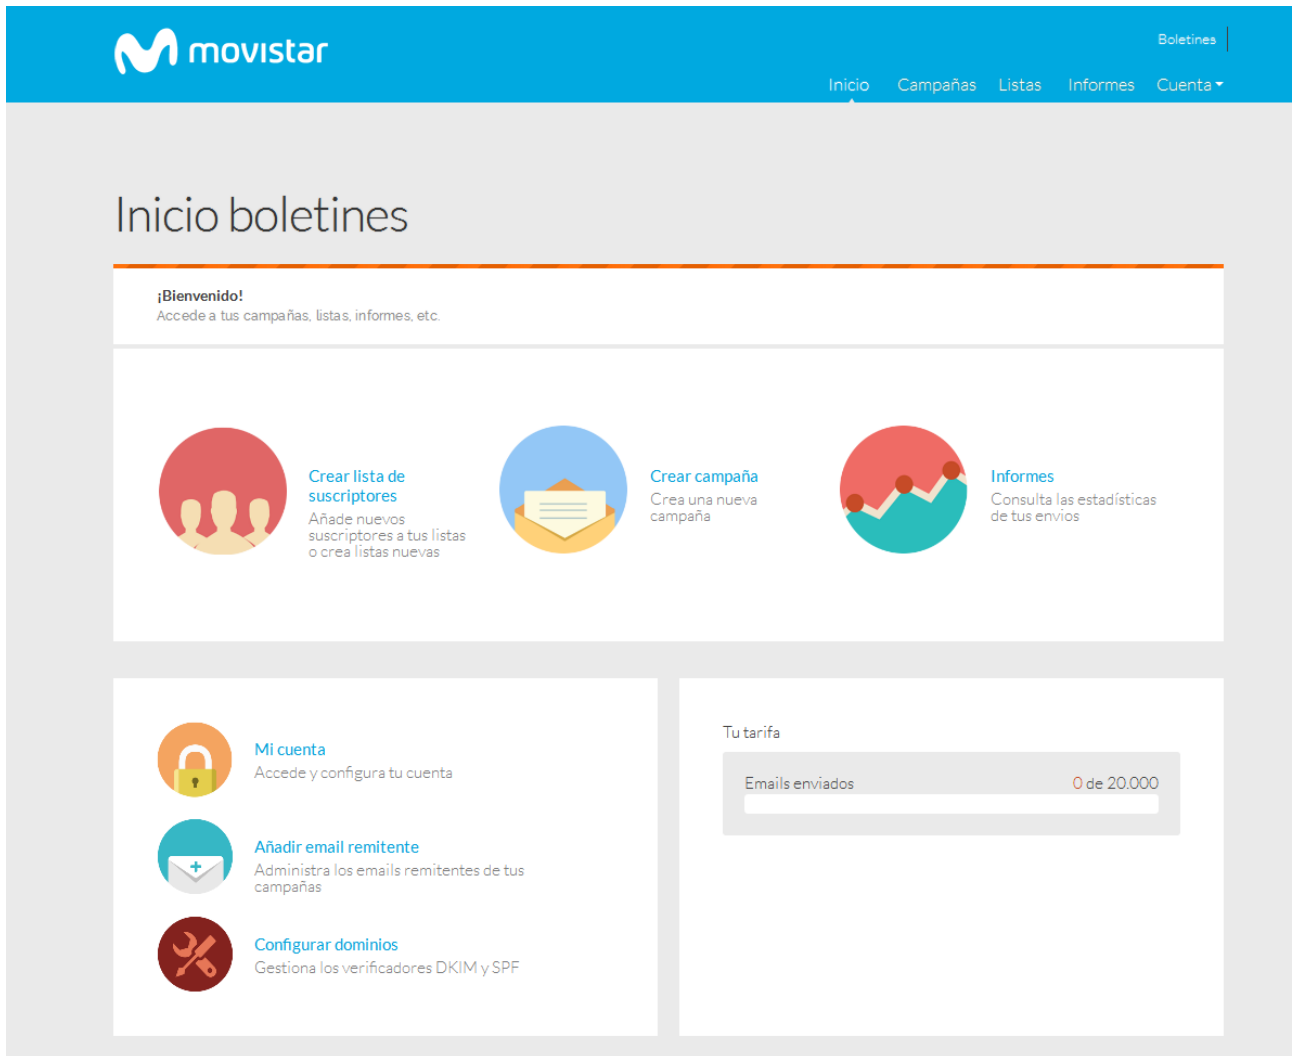 movistar
Boletines
Inicio Campañas Listas Informes Cuenta
Inicio boletines
¡Bienvenido!
Accede a tus campañas, listas, informes, etc.
Crear lista de
suscriptores
Añade nuevos
suscriptores a tus listas
o crea listas nuevas
Crear campaña
Crea una nueva
campaña
Informes
Consulta las estadísticas
de tus envios
Mi cuenta
Accede y configura tu cuenta
Añadir email remitente
Administra los emails remitentes de tus
campañas
Configurar dominios
Gestiona los verificadores DKIM y SPF
Tu tarifa
Emails enviados 0 de 20.000